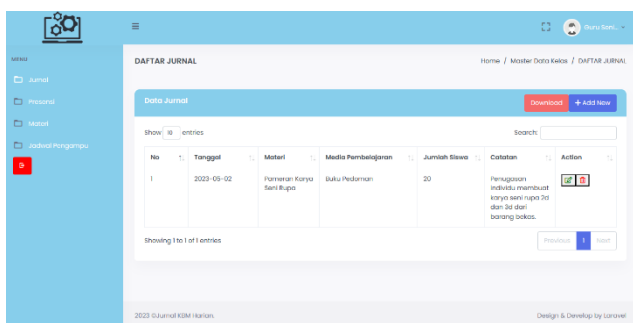 Guru Seni...
MENU
DAFTAR JURNAL
Home / Master Data Kelas / DAFTAR JURNAL
Jurnal
Presensi
Materi
Jadwal Pengampu
Data Jurnal
Download
+ Add New
Show 10 entries
Search:
No Tanggal Materi Media Pembelajaran Jumlah Siswa Catatan Action
1 2023-05-02 Pameran Karya Buku Pedoman 20 Penugasan
Seni Rupa individu membuat
karya seni rupa 2d
dan 3d dari
barang bekas.
Showing 1 to 1 of 1 entries
Previous 1 Next
2023 ©Jurnal KBM Harian.
Design & Develop by Laravel